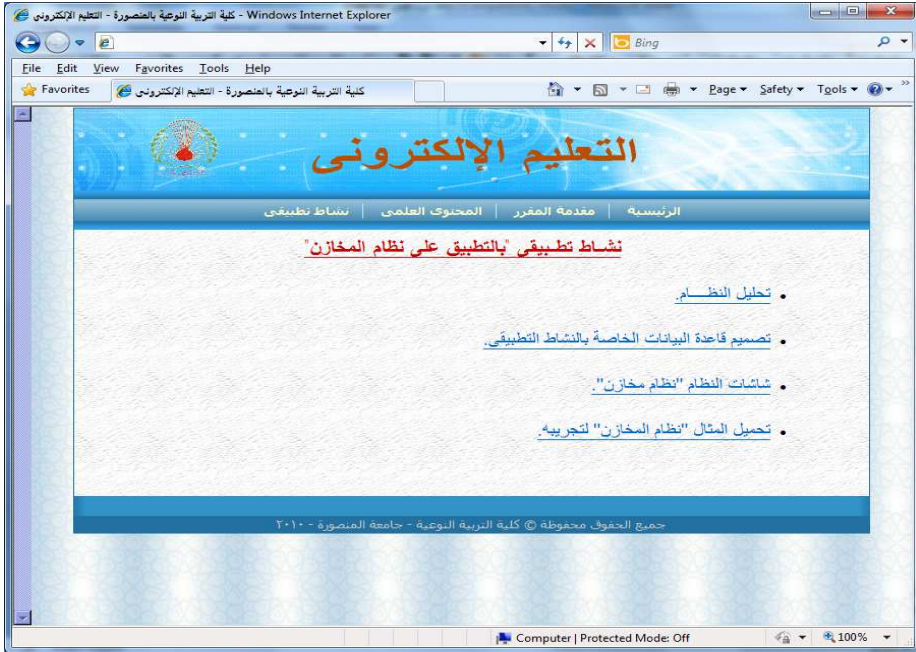 كلية التربية النوعية بالمنصورة - التعليم الإلكترونى - Windows Internet Explorer
Bing
File Edit View Favorites Tools Help
Favorites كلية التربية النوعية بالمنصورة - التعليم الإلكترونى Page Safety Tools
التعليم الإلكترونى
الرئيسية | مقدمة المقرر | المحتوى العلمى | نشاط تطبيقى
نشــاط تطـبيقي "بالتطبيق على نظام المخازن"
• تحليل النظـــــام.
• تصميم قاعدة البيانات الخاصة بالنشاط التطبيقي.
• شاشات النظام "نظام مخازن".
• تحميل المثال "نظام المخازن" لتجريبه.
جميع الحقوق محفوظة © كلية التربية النوعية - جامعة المنصورة - ٢٠١٠
Computer | Protected Mode: Off 100%